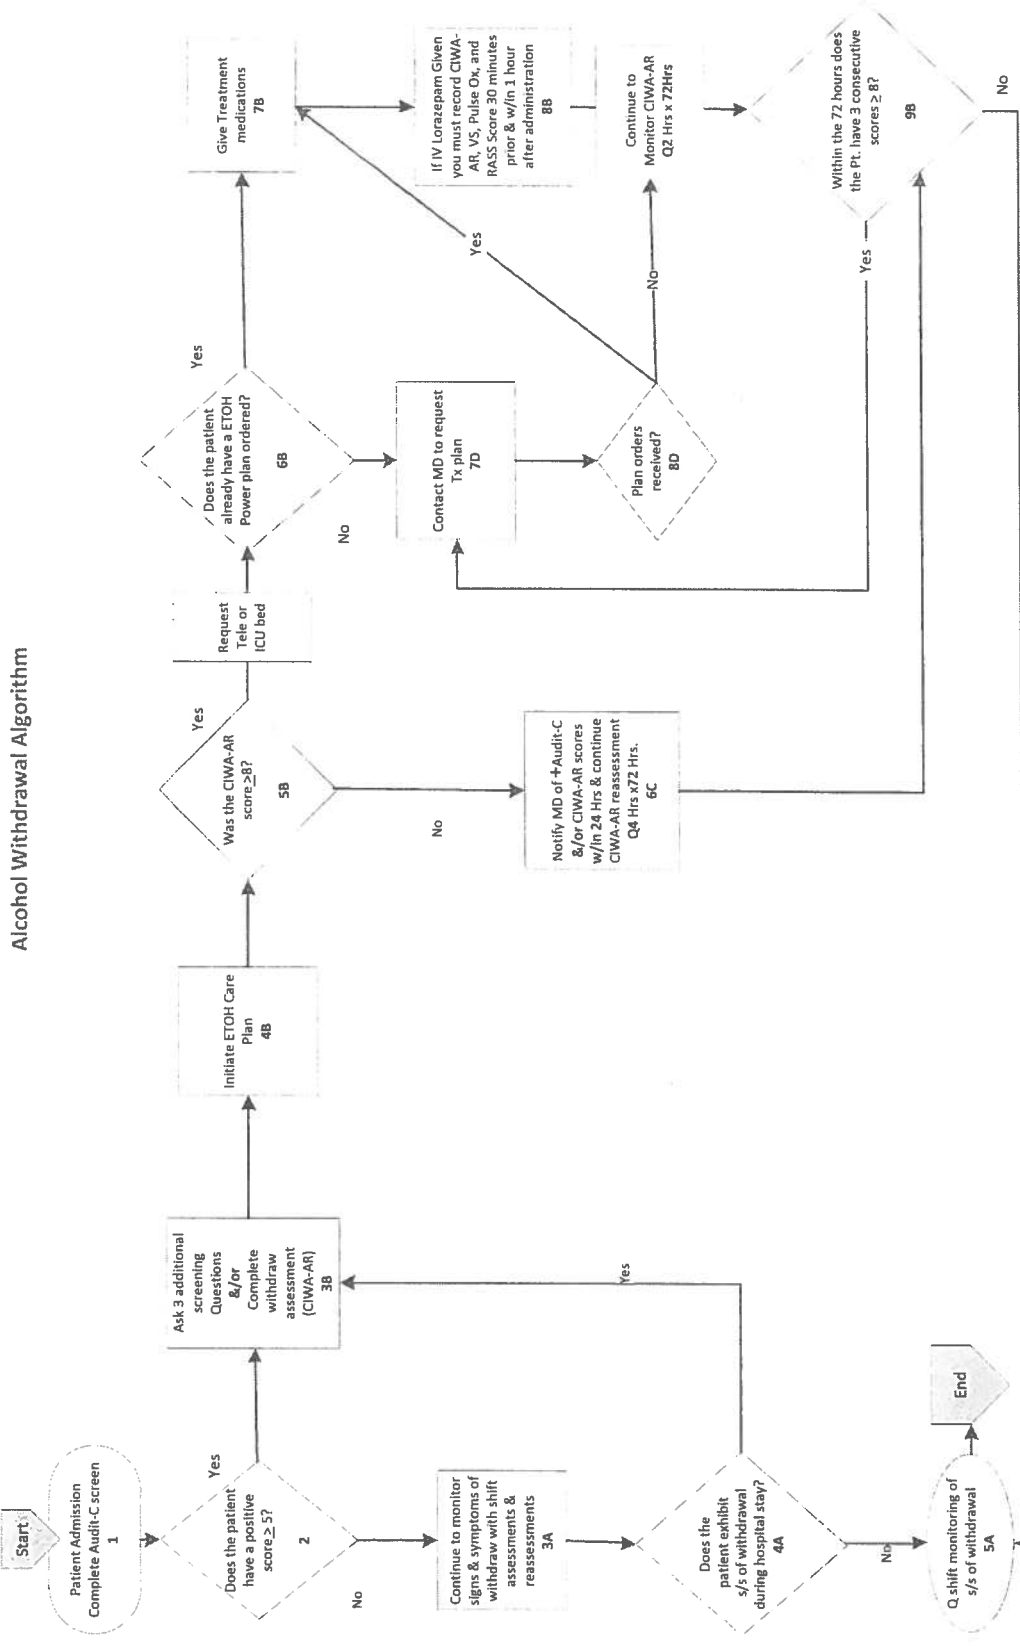 Alcohol Withdrawal Algorithm
Start
Patient Admission
Complete Audit-C screen
1
Does the patient
have a positive
score≥ 5?
2
Yes
No
Ask 3 additional
screening
Questions
&/or
Complete
withdraw
assessment
(CIWA-AR)
3B
Continue to monitor
signs & symptoms of
withdraw with shift
assessments &
reassessments
3A
Does the
patient exhibit
s/s of withdrawal
during hospital stay?
4A
Yes
No
Q shift monitoring of
s/s of withdrawal
5A
End
Initiate ETOH Care
Plan
4B
Was the CIWA-AR
score≥8?
5B
Yes
No
Notify MD of +Audit-C
&/or CIWA-AR scores
w/in 24 Hrs & continue
CIWA-AR reassessment
Q4 Hrs x72 Hrs.
6C
Request
Tele or
ICU bed
Does the patient
already have a ETOH
Power plan ordered?
6B
Yes
No
Contact MD to request
Tx plan
7D
Plan orders
received?
8D
Yes
No
Give Treatment
medications
7B
If IV Lorazepam Given
you must record CIWA-
AR, VS, Pulse Ox, and
RASS Score 30 minutes
prior & w/in 1 hour
after administration
8B
Continue to
Monitor CIWA-AR
Q2 Hrs x 72Hrs
Within the 72 hours does
the Pt. have 3 consecutive
scores ≥ 8?
9B
Yes
No